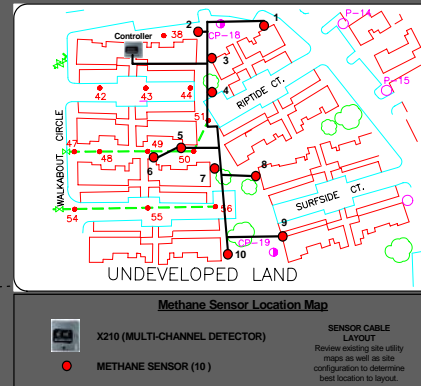 1
2
P-14
CP-18
38
Controller
3
P-15
42
43
44
4
RIPTIDE CT.
51
WALKABOUT CIRCLE
47
48
49
5
50
6
7
8
SURFSIDE CT.
54
55
56
9
CP-19
10
UNDEVELOPED LAND
Methane Sensor Location Map
X210 (MULTI-CHANNEL DETECTOR)
METHANE SENSOR (10 )
SENSOR CABLE
LAYOUT
Review existing site utility
maps as well as site
configuration to determine
best location to layout.